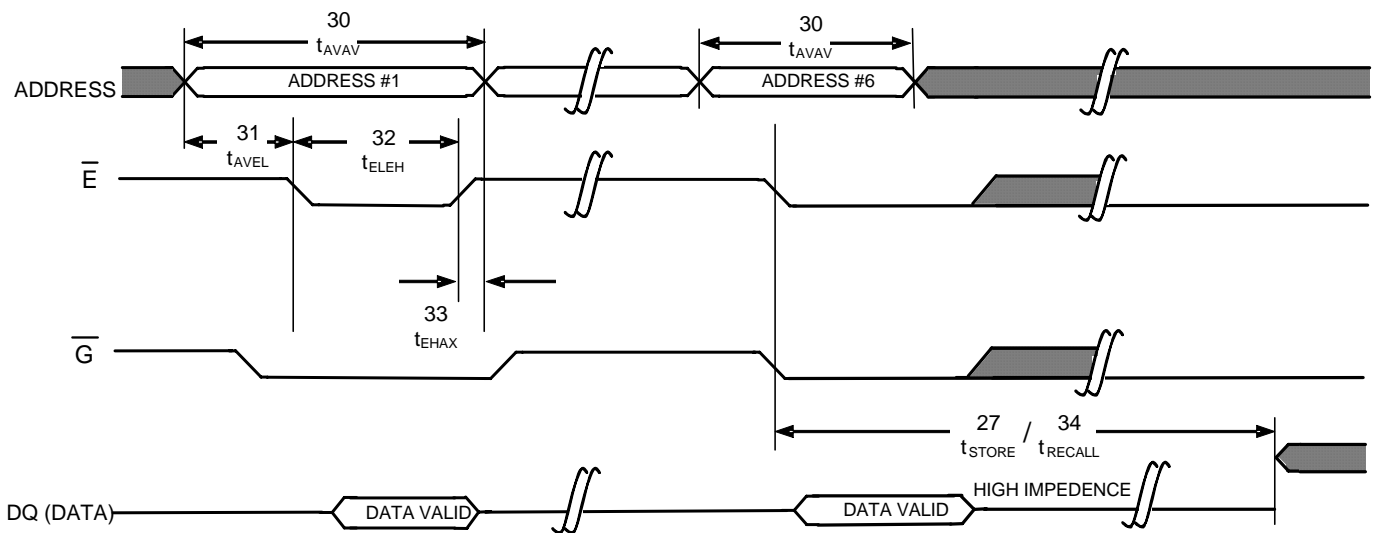 30
tAVAV
30
tAVAV
ADDRESS
ADDRESS #1
ADDRESS #6
31
tAVEL
32
tELEH
E
33
tEHAX
G
27 / 34
tSTORE tRECALL
HIGH IMPEDENCE
DQ (DATA)
DATA VALID
DATA VALID